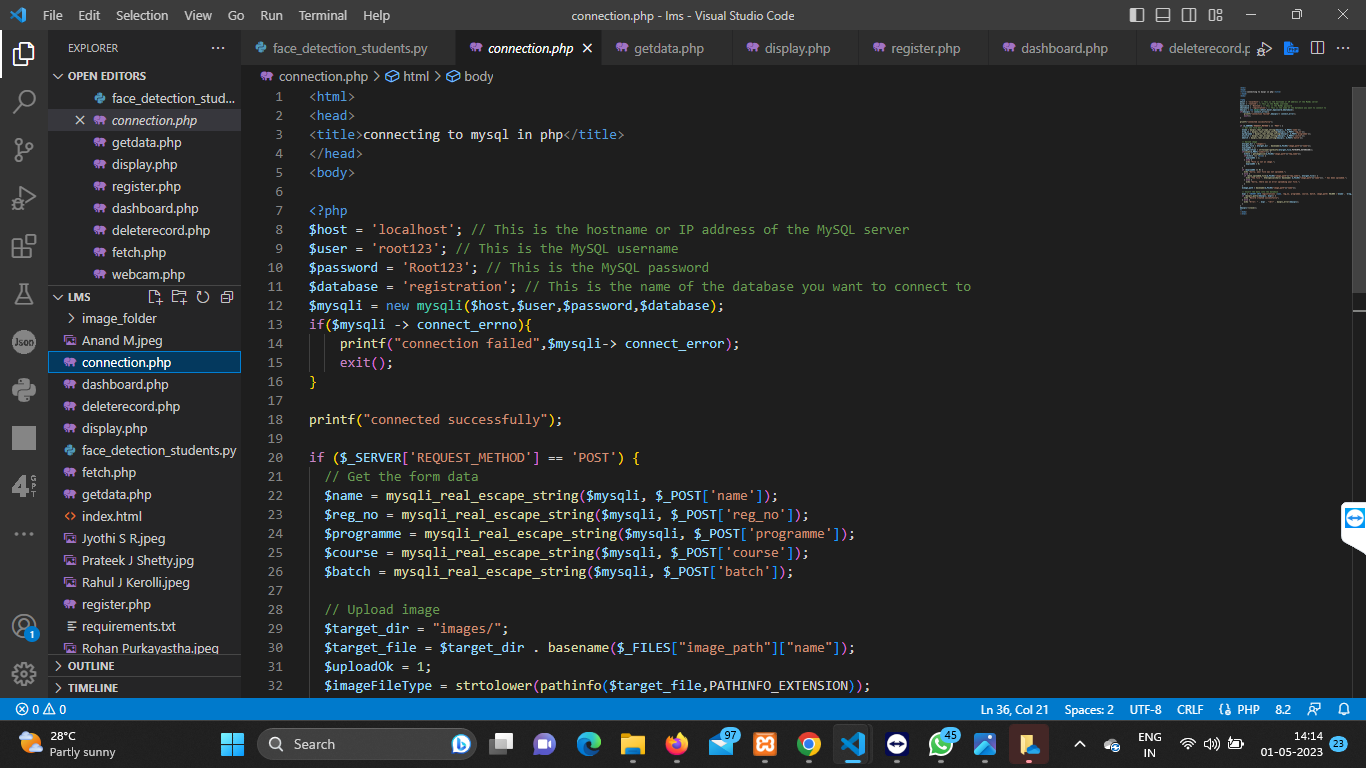 File Edit Selection View Go Run Terminal Help
connection.php - lms - Visual Studio Code
EXPLORER
face_detection_students.py
connection.php
getdata.php
display.php
register.php
dashboard.php
deleterecord.p
OPEN EDITORS
face_detection_stud...
connection.php
getdata.php
display.php
register.php
dashboard.php
deleterecord.php
fetch.php
webcam.php
LMS
image_folder
Anand M.jpeg
connection.php
dashboard.php
deleterecord.php
display.php
face_detection_students.py
fetch.php
getdata.php
index.html
Jyothi S R.jpeg
Prateek J Shetty.jpg
Rahul J Kerolli.jpeg
register.php
requirements.txt
Rohan Purkayastha.jpeg
OUTLINE
TIMELINE
Json
4 GPT
1
connection.php > html > body
1 <html>
2 <head>
3 <title>connecting to mysql in php</title>
4 </head>
5 <body>
6
7 <?php
8 $host = 'localhost'; // This is the hostname or IP address of the MySQL server
9 $user = 'root123'; // This is the MySQL username
10 $password = 'Root123'; // This is the MySQL password
11 $database = 'registration'; // This is the name of the database you want to connect to
12 $mysqli = new mysqli($host,$user,$password,$database);
13 if($mysqli -> connect_errno){
14 printf("connection failed",$mysqli-> connect_error);
15 exit();
16 }
17
18 printf("connected successfully");
19
20 if ($_SERVER['REQUEST_METHOD'] == 'POST') {
21 // Get the form data
22 $name = mysqli_real_escape_string($mysqli, $_POST['name']);
23 $reg_no = mysqli_real_escape_string($mysqli, $_POST['reg_no']);
24 $programme = mysqli_real_escape_string($mysqli, $_POST['programme']);
25 $course = mysqli_real_escape_string($mysqli, $_POST['course']);
26 $batch = mysqli_real_escape_string($mysqli, $_POST['batch']);
27
28 // Upload image
29 $target_dir = "images/";
30 $target_file = $target_dir . basename($_FILES["image_path"]["name"]);
31 $uploadOk = 1;
32 $imageFileType = strtolower(pathinfo($target_file,PATHINFO_EXTENSION));
0 0
Ln 36, Col 21 Spaces: 2 UTF-8 CRLF PHP 8.2
28°C
Partly sunny
Search
97
45
ENG
IN
14:14
01-05-2023
23